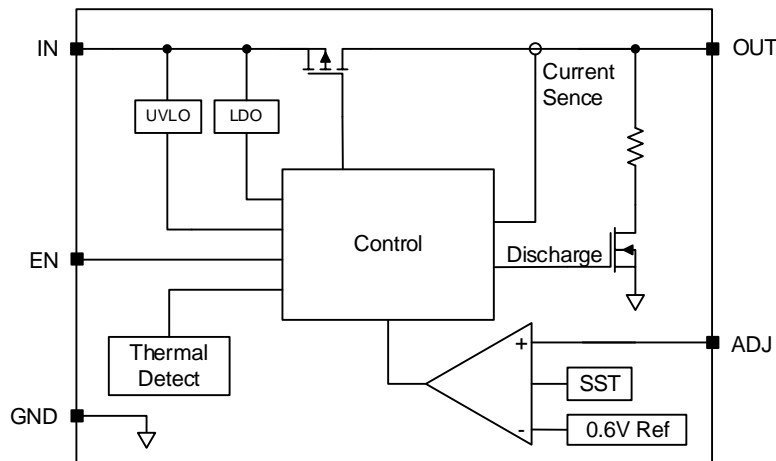 IN
OUT
Current
Sence
UVLO
LDO
Control
EN
Discharge
Thermal
Detect
+
ADJ
SST
GND
-
0.6V Ref